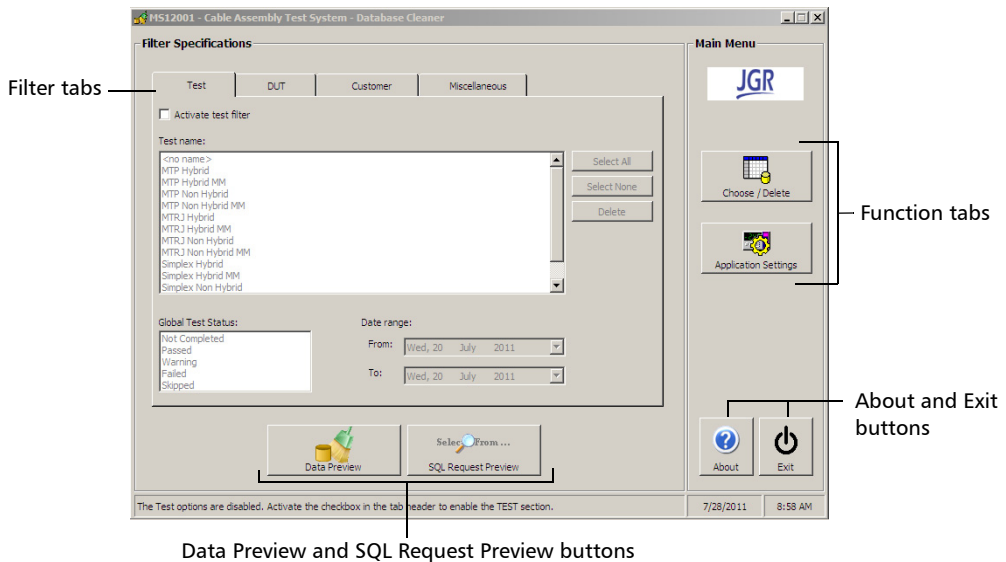 MS12001 - Cable Assembly Test System - Database Cleaner
Filter Specifications
Main Menu
Filter tabs
Test
DUT
Customer
Miscellaneous
JGR
Activate test filter
Test name:
<no name>
MTP Hybrid
MTP Hybrid MM
MTP Non Hybrid
MTP Non Hybrid MM
MTRJ Hybrid
MTRJ Hybrid MM
MTRJ Non Hybrid
MTRJ Non Hybrid MM
Simplex Hybrid
Simplex Hybrid MM
Simplex Non Hybrid
Select All
Select None
Delete
Choose / Delete
Function tabs
Application Settings
Global Test Status:
Not Completed
Passed
Warning
Failed
Skipped
Date range:
From: Wed, 20 July 2011
To: Wed, 20 July 2011
About and Exit
buttons
Data Preview
Selec From ...
SQL Request Preview
About
Exit
The Test options are disabled. Activate the checkbox in the tab header to enable the TEST section.
7/28/2011
8:58 AM
Data Preview and SQL Request Preview buttons